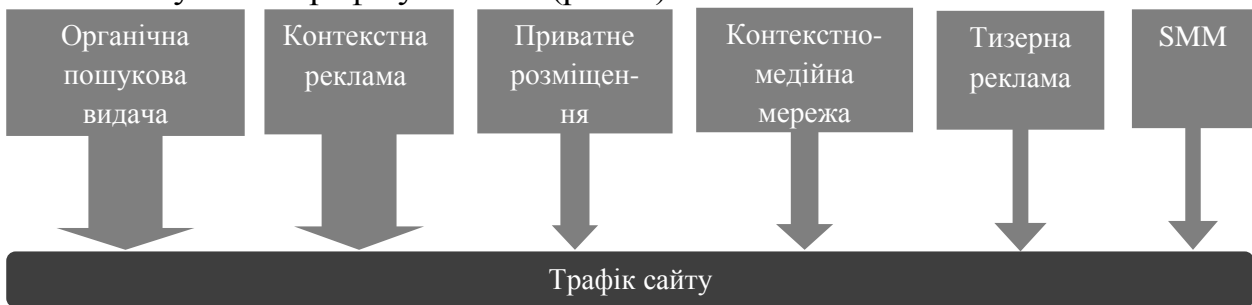 Органічна
пошукова
видача
Контекстна
реклама
Приватне
розміщен-
ня
Контекстно-
медійна
мережа
Тизерна
реклама
SMM
Трафік сайту